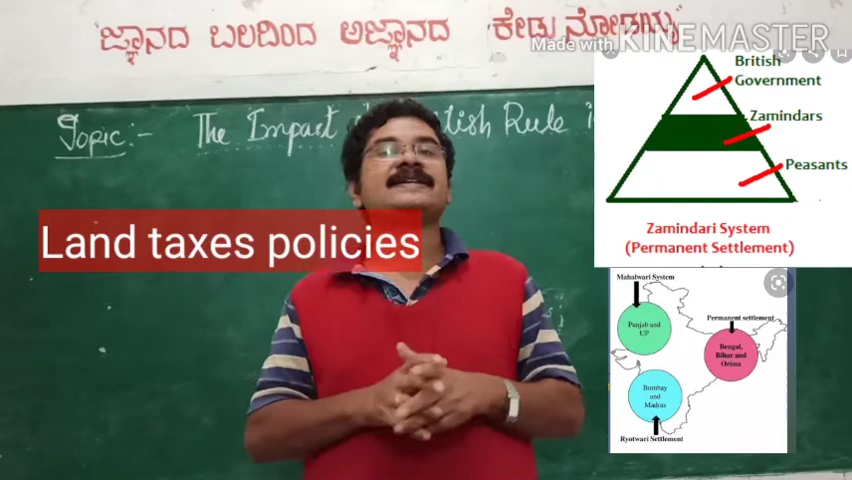 ಜ್ಞಾನದ ಬಲದಿಂದ ಅಜ್ಞಾನದ ಕೇಡು ನೋಡಯ್ಯ
Made with KINEMASTER
Topic:- The Impact Rule
Land taxes policies
British
Government
Zamindars
Peasants
Zamindari System
(Permanent Settlement)
Mahalwari System
Punjab and
UP
Permanent settlement
Bengal,
Bihar and
Orissa
Bombay
and
Madras
Ryotwari Settlement